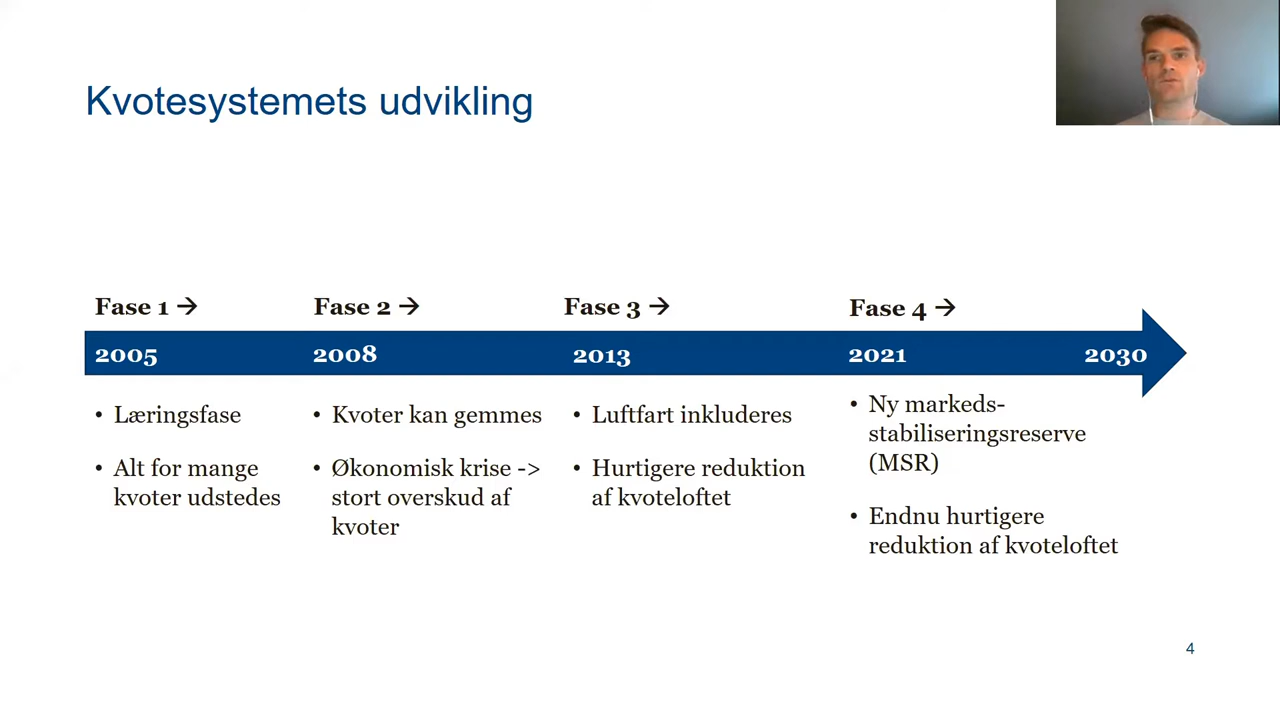 Kvotesystemets udvikling
Fase 1 →
Fase 2 →
Fase 3 →
Fase 4 →
2005
2008
2013
2021
2030
• Læringsfase
• Alt for mange
kvoter udstedes
• Kvoter kan gemmes
• Økonomisk krise ->
stort overskud af
kvoter
• Luftfart inkluderes
• Hurtigere reduktion
af kvoteloftet
• Ny markeds-
stabiliseringsreserve
(MSR)
• Endnu hurtigere
reduktion af kvoteloftet
4